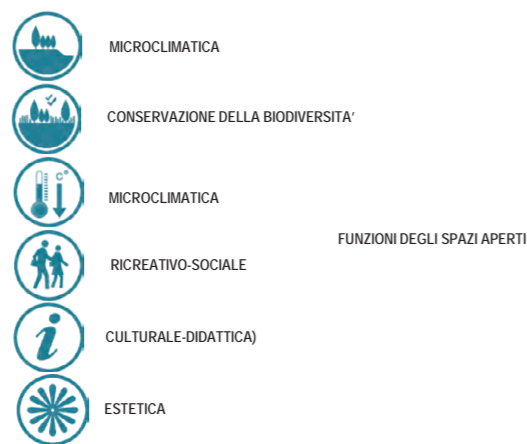 MICROCLIMATICA
CONSERVAZIONE DELLA BIODIVERSITA'
C°
MICROCLIMATICA
FUNZIONI DEGLI SPAZI APERTI
RICREATIVO-SOCIALE
i
CULTURALE-DIDATTICA)
ESTETICA